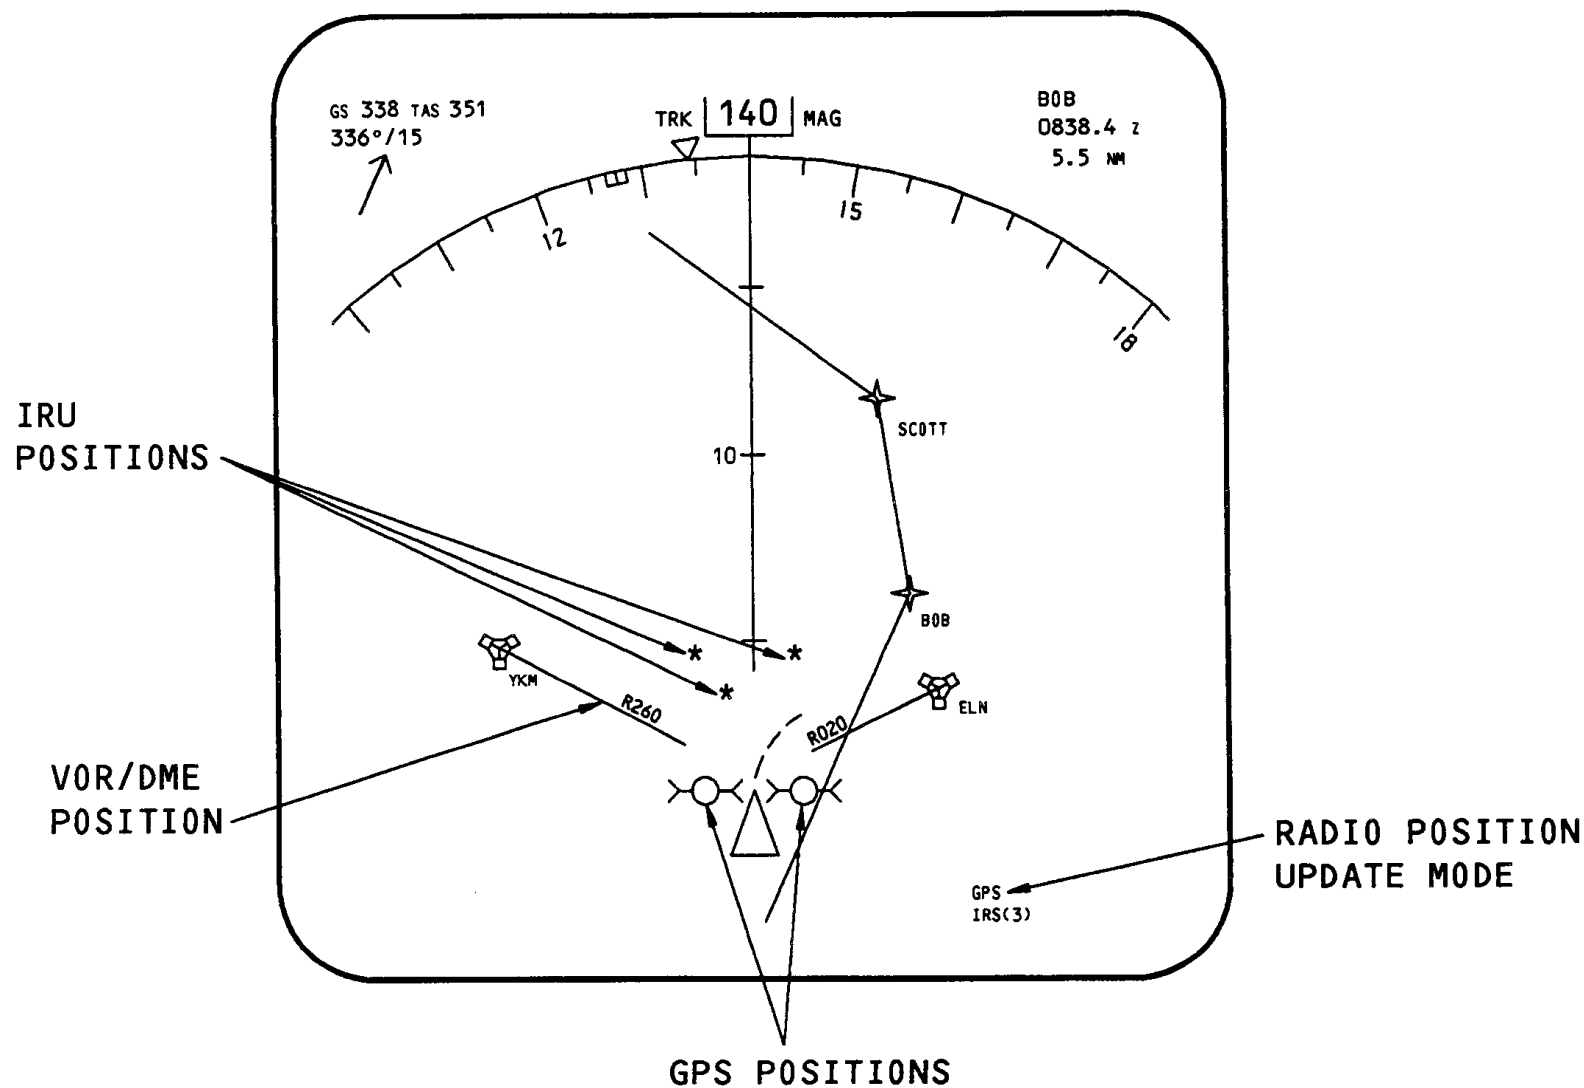 GS 338 TAS 351
336°/15
TRK 140 MAG
BOB
0838.4 Z
5.5 NM
12
15
18
SCOTT
10
IRU
POSITIONS
BOB
YKM
R260
ELN
R020
VOR/DME
POSITION
RADIO POSITION
UPDATE MODE
GPS
IRS(3)
GPS POSITIONS